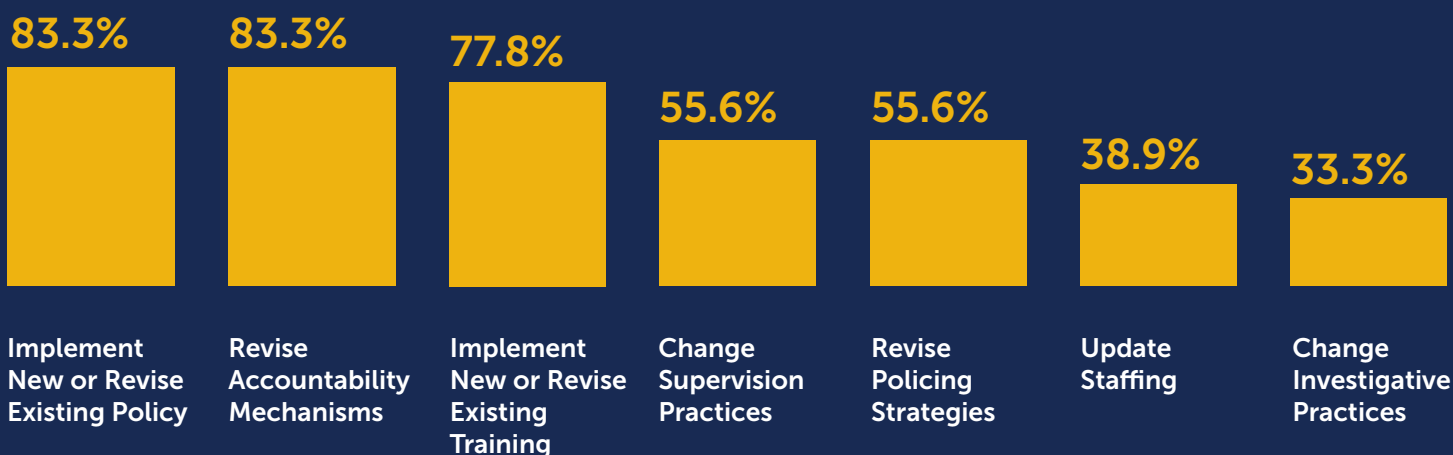 83.3%
83.3%
77.8%
55.6%
55.6%
38.9%
33.3%
Implement
New or Revise
Existing Policy
Revise
Accountability
Mechanisms
Implement
New or Revise
Existing
Training
Change
Supervision
Practices
Revise
Policing
Strategies
Update
Staffing
Change
Investigative
Practices